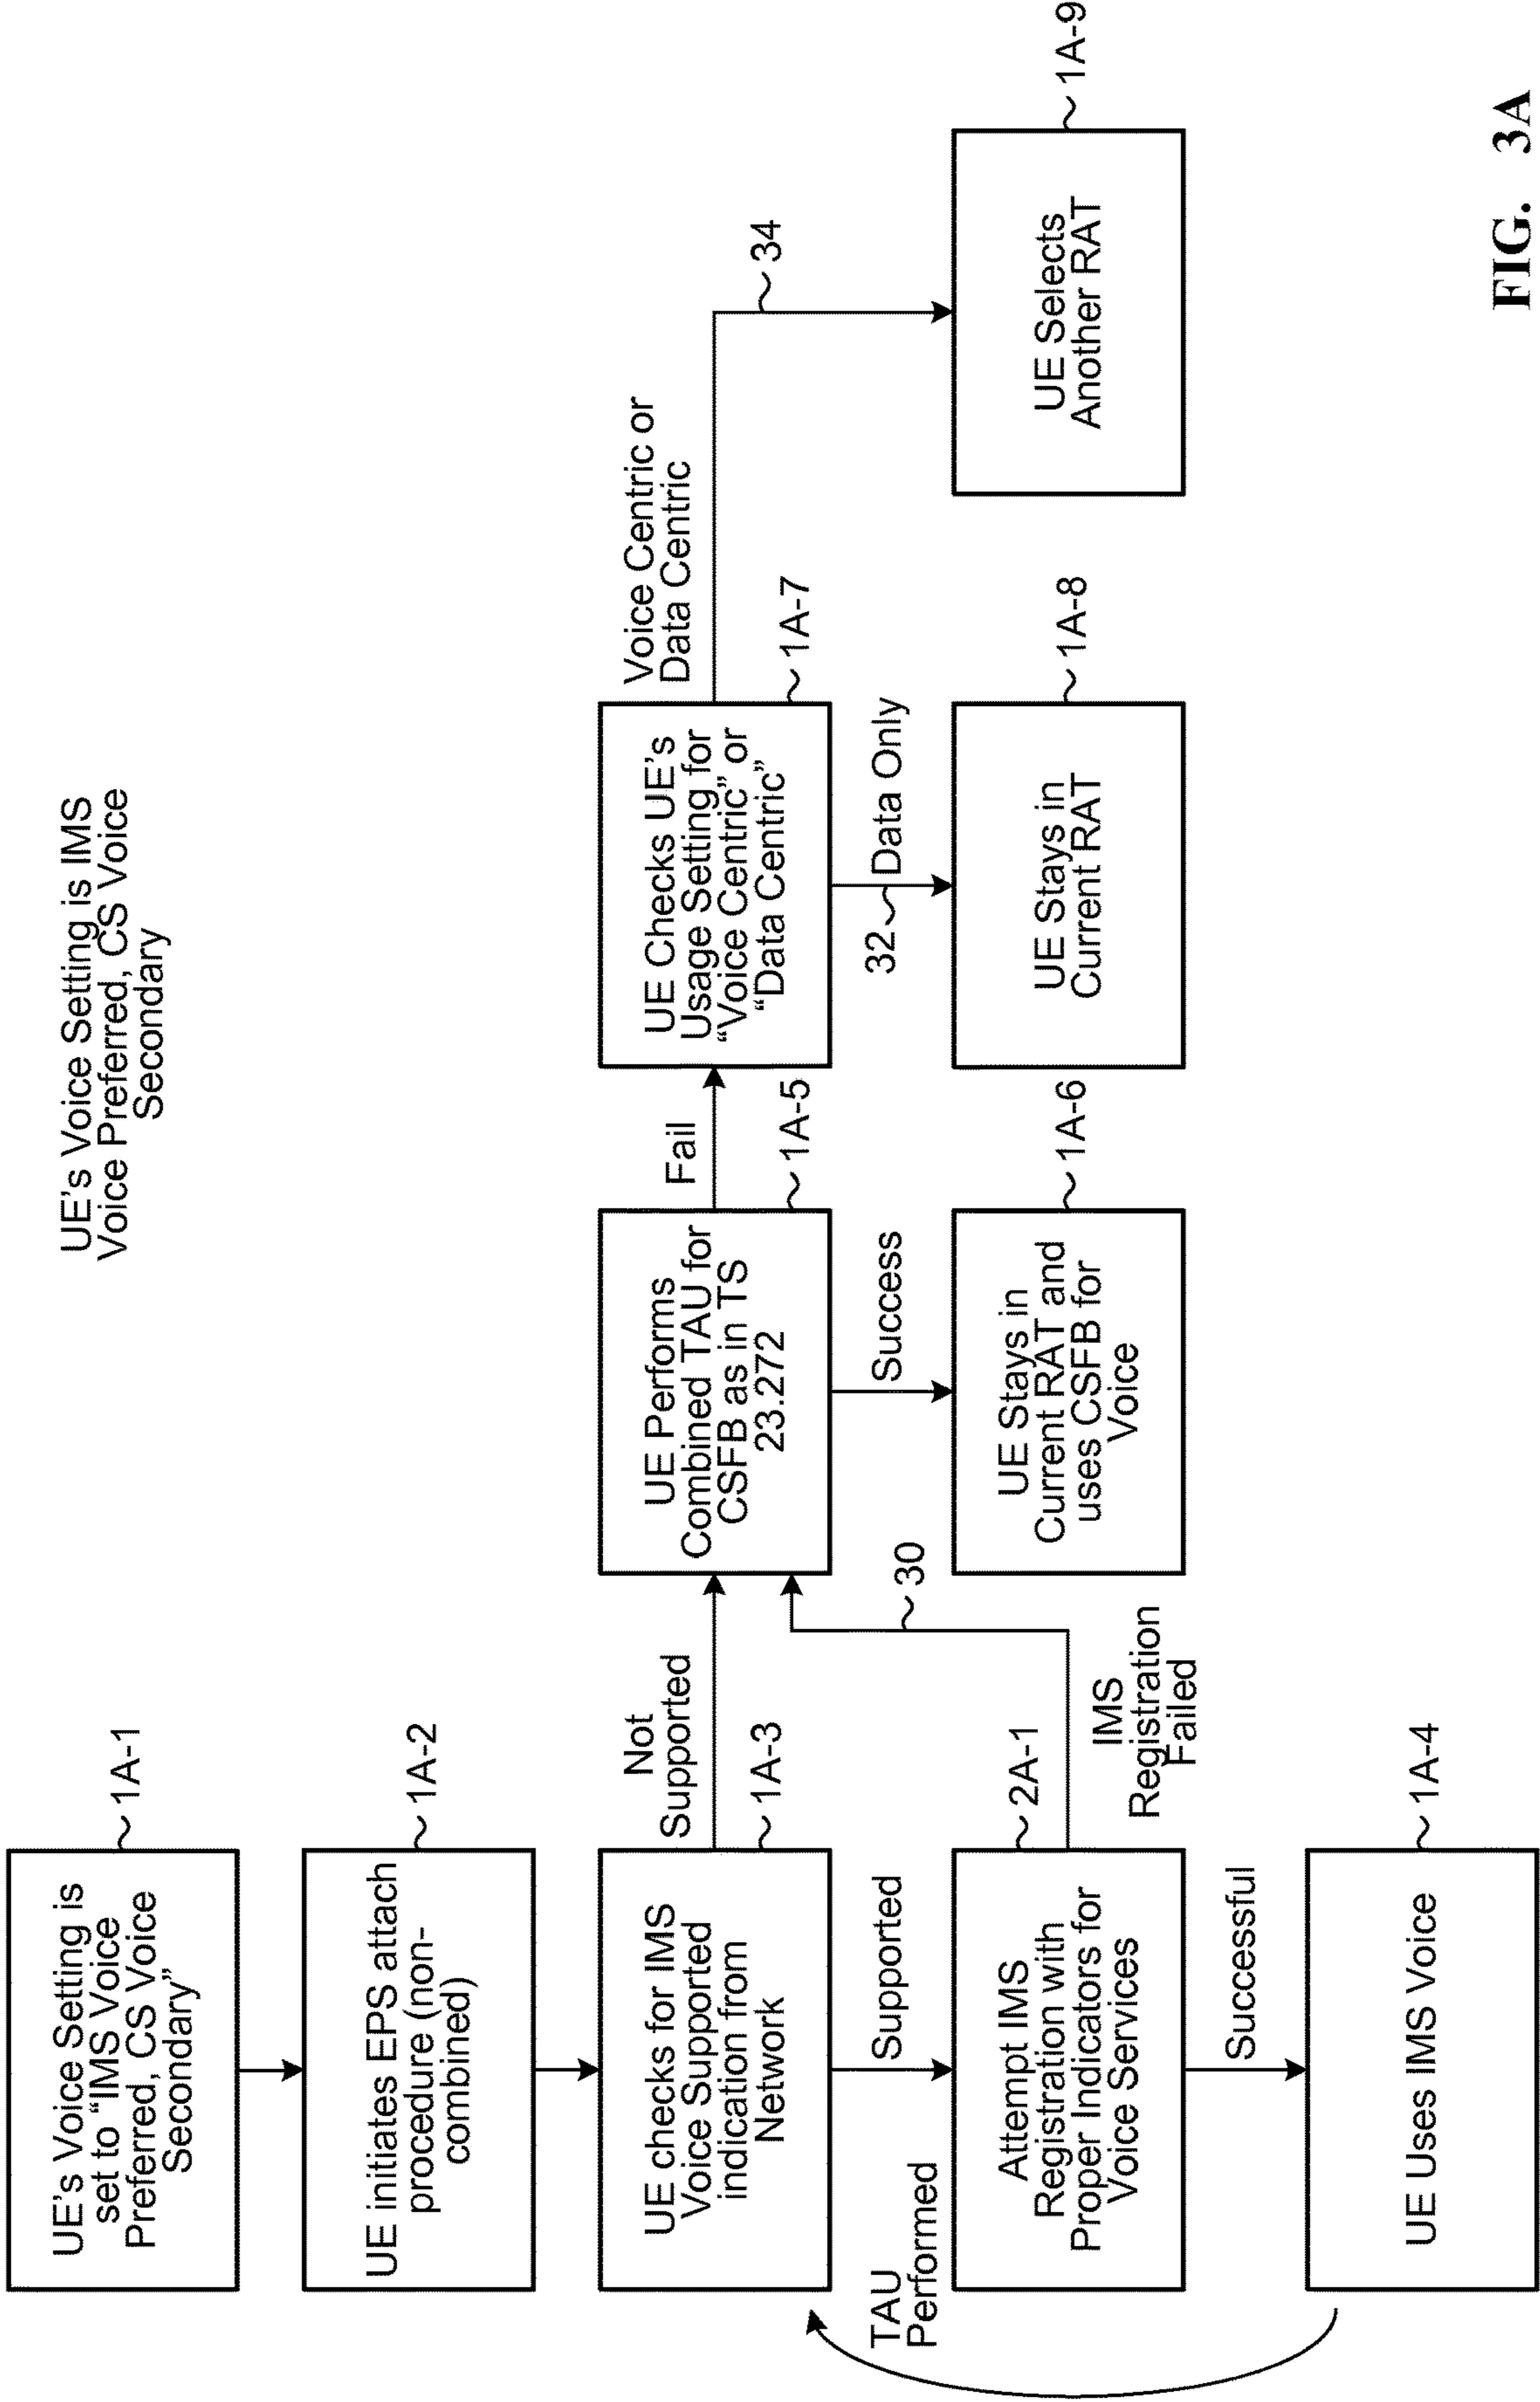 UE's Voice Setting is IMS
Voice Preferred, CS Voice
Secondary
UE's Voice Setting is
set to “IMS Voice
Preferred, CS Voice
Secondary”
1A-1
UE initiates EPS attach
procedure (non-
combined)
1A-2
UE checks for IMS
Voice Supported
indication from
Network
1A-3
Not
Supported
UE Performs
Combined TAU for
CSFB as in TS
23.272
1A-5
Fail
UE Checks UE's
Usage Setting for
“Voice Centric” or
“Data Centric”
1A-7
Voice Centric or
Data Centric
34
TAU
Performed
Supported
30
Success
32
Data Only
Attempt IMS
Registration with
Proper Indicators for
Voice Services
2A-1
IMS
Registration
Failed
UE Stays in
Current RAT and
uses CSFB for
Voice
1A-6
UE Stays in
Current RAT
1A-8
UE Selects
Another RAT
1A-9
Successful
UE Uses IMS Voice
1A-4
FIG. 3A